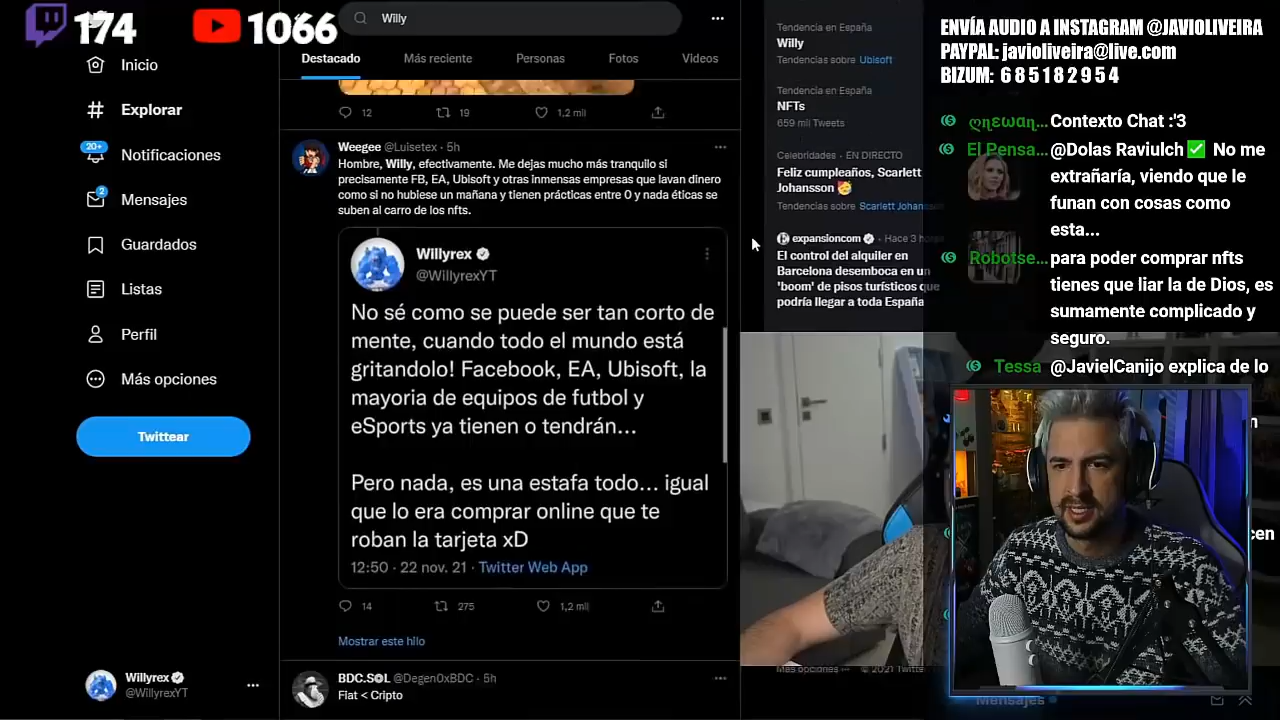 174
1066
Willy
Destacado
Más reciente
Personas
Fotos
Videos
Inicio
Explorar
20+
Notificaciones
2
Mensajes
Guardados
Listas
Perfil
Más opciones
Twittear
Willyrex
@WillyrexYT
12
19
1,2 mil
Weegee @Luisetex · 5h
Hombre, Willy, efectivamente. Me dejas mucho más tranquilo si
precisamente FB, EA, Ubisoft y otras inmensas empresas que lavan dinero
como si no hubiese un mañana y tienen prácticas entre 0 y nada éticas se
suben al carro de los nfts.
Willyrex
@WillyrexYT
No sé como se puede ser tan corto de
mente, cuando todo el mundo está
gritandolo! Facebook, EA, Ubisoft, la
mayoria de equipos de futbol y
eSports ya tienen o tendrán...
Pero nada, es una estafa todo... igual
que lo era comprar online que te
roban la tarjeta xD
12:50 · 22 nov. 21 · Twitter Web App
14
275
1,2 mil
Mostrar este hilo
BDC.SOL @Degen0xBDC · 5h
Fiat < Cripto
Tendencia en España
Willy
Tendencias sobre Ubisoft
Tendencia en España
NFTs
659 mil Tweets
Celebridades · EN DIRECTO
Feliz cumpleaños, Scarlett
Johansson
Tendencias sobre Scarlett
expansioncom · Hace 3
El control del alquiler en
Barcelona desemboca en un
'boom' de pisos turísticos que
podría llegar a toda España
Más opciones © 2021
Mensajes
ENVÍA AUDIO A INSTAGRAM @JAVIOLIVEIRA
PAYPAL: javioliveira@live.com
BIZUM: 685182954
Contexto Chat :'3
El Pensa... @Dolas Raviulch ✅ No me
extrañaría, viendo que le
funan con cosas como
esta...
Robotse... para poder comprar nfts
tienes que liar la de Dios, es
sumamente complicado y
seguro.
Tessa @JavielCanijo explica de lo